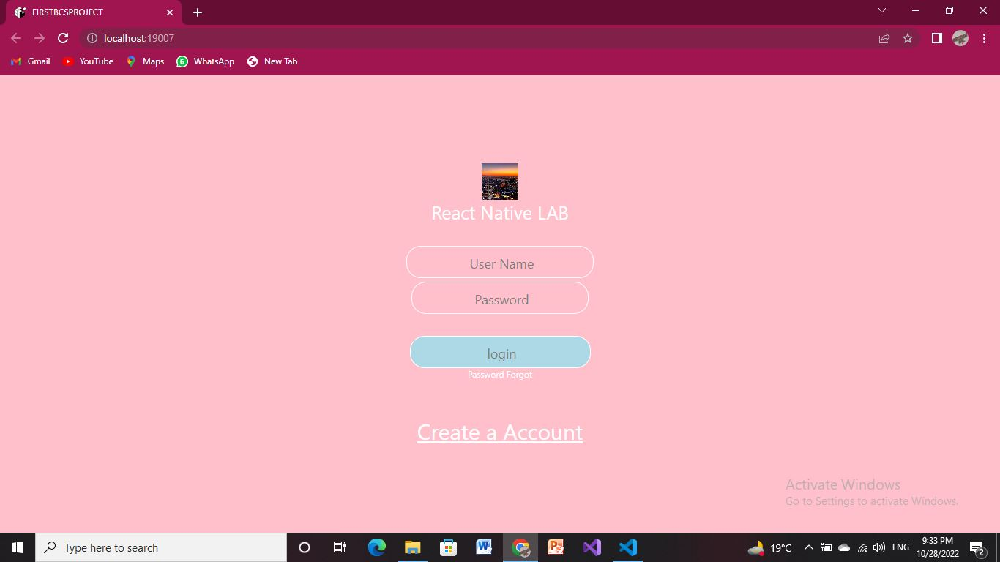 FIRSTBCSPROJECT
localhost:19007
Gmail YouTube Maps 6 WhatsApp New Tab
React Native LAB
User Name
Password
login
Password Forgot
Create a Account
Activate Windows
Go to Settings to activate Windows.
Type here to search
19°C ENG 9:33 PM
10/28/2022 2